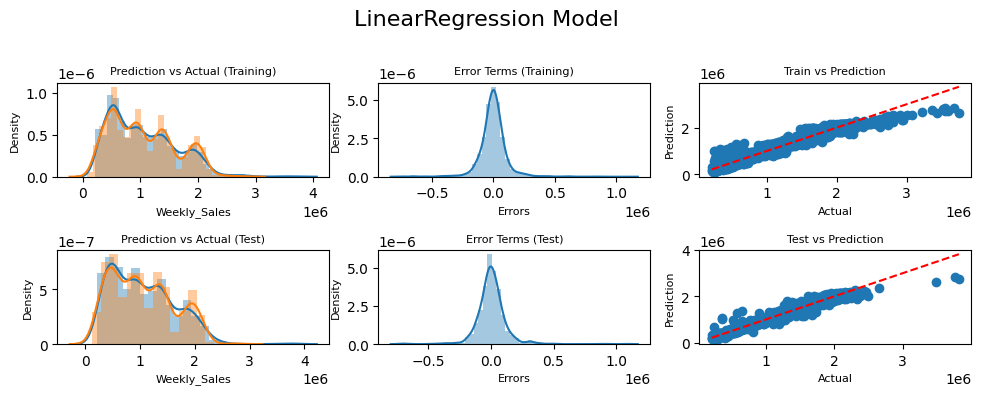 LinearRegression Model
Prediction vs Actual (Training)
1e−6
Density
1.0
0.5
0.0
0 1 2 3 4
Weekly_Sales
1e6
Error Terms (Training)
1e−6
Density
5.0
2.5
0.0
−0.5 0.0 0.5 1.0
Errors
1e6
Train vs Prediction
1e6
Prediction
2
0
1 2 3
Actual
1e6
Prediction vs Actual (Test)
1e−7
Density
5
0
0 1 2 3 4
Weekly_Sales
1e6
Error Terms (Test)
1e−6
Density
5.0
2.5
0.0
−0.5 0.0 0.5 1.0
Errors
1e6
Test vs Prediction
1e6
Prediction
4
2
0
1 2 3
Actual
1e6